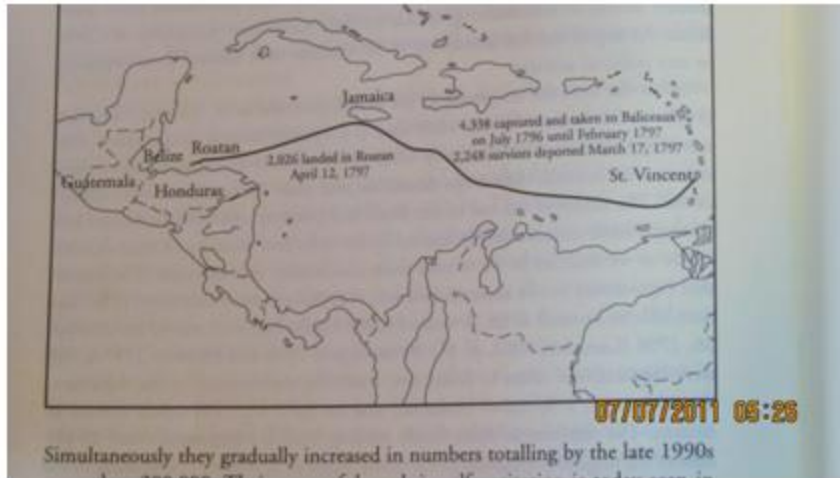 Jamaica
4,338 captured and taken to Baliceaux
on July 1796 until February 1797
2,248 surviors deported March 17, 1797
Belize
Roatan
2,026 landed in Roatan
April 12, 1797
Guatemala
Honduras
St. Vincent
07/07/2011 09:26
Simultaneously they gradually increased in numbers totalling by the late 1990s